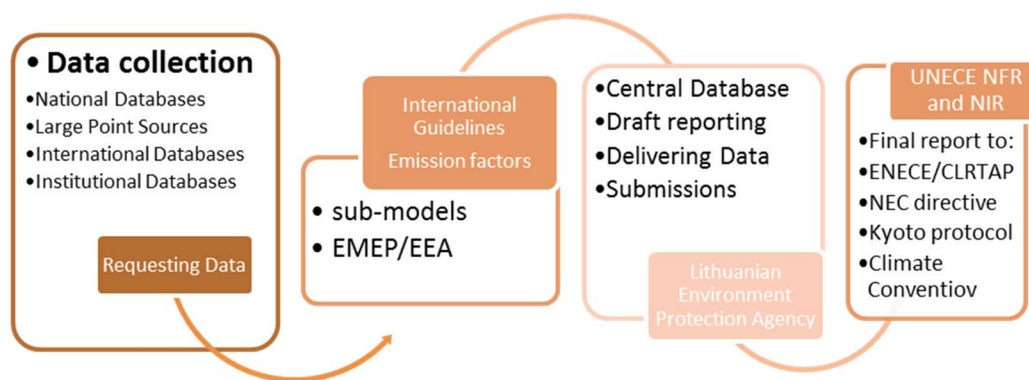 • Data collection
•National Databases
•Large Point Sources
•International Databases
•Institutional Databases
Requesting Data
International
Guidelines
Emission factors
• sub-models
• EMEP/EEA
•Central Database
•Draft reporting
•Delivering Data
•Submissions
Lithuanian
Environment
Protection Agency
UNECE NFR
and NIR
•Final report to:
•ENECE/CLRTAP
•NEC directive
•Kyoto protocol
•Climate
Conventiov